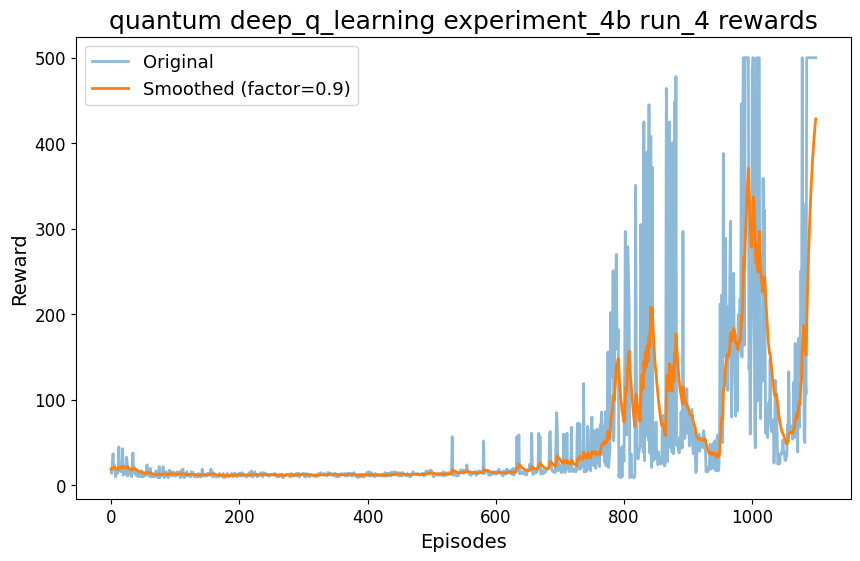 quantum deep_q_learning experiment_4b run_4 rewards
Original
Smoothed (factor=0.9)
500
400
300
200
100
0
Reward
0 200 400 600 800 1000
Episodes